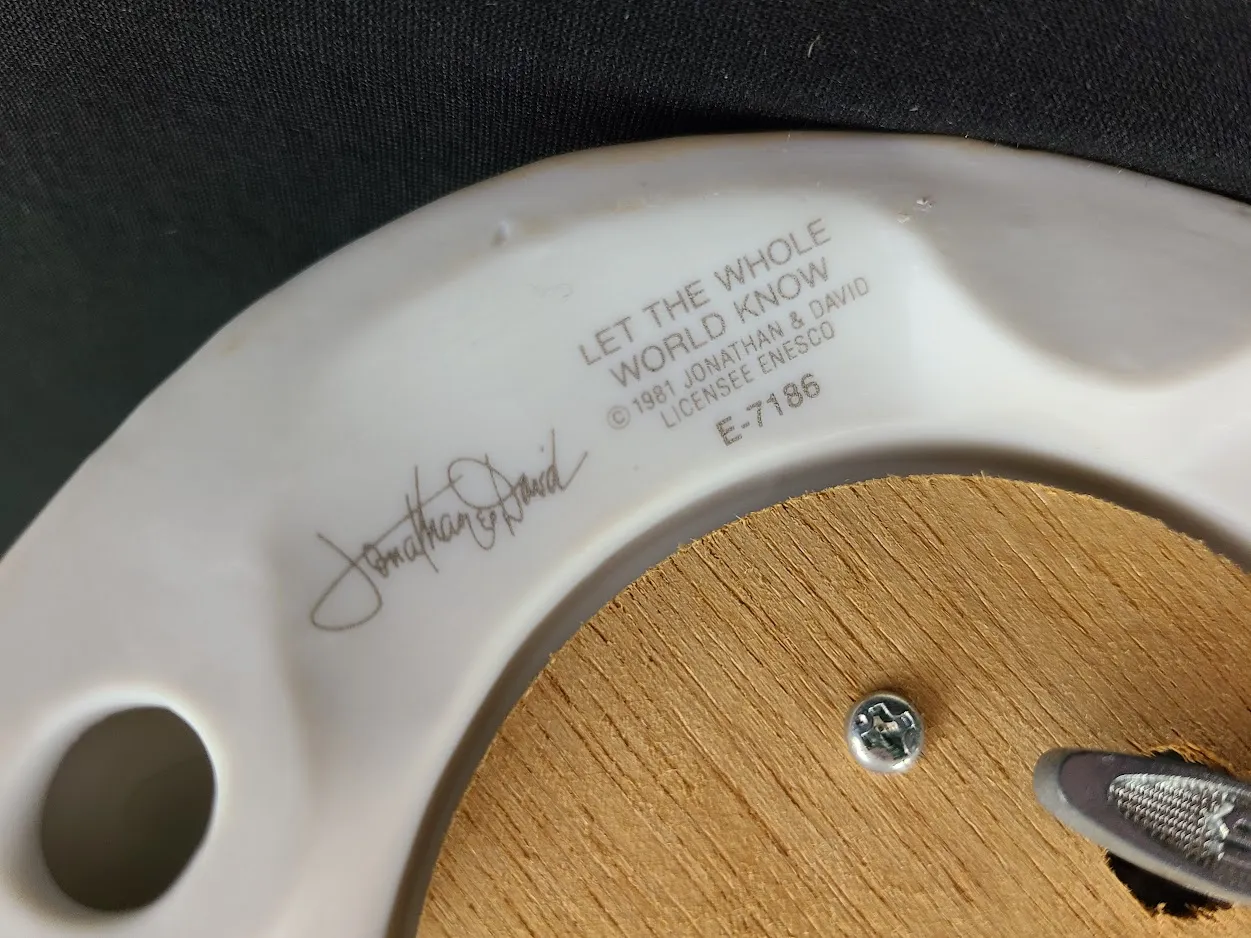 LET THE WHOLE
WORLD KNOW
© 1981 JONATHAN & DAVID
LICENSEE ENESCO
E-7186
Jonathan & David